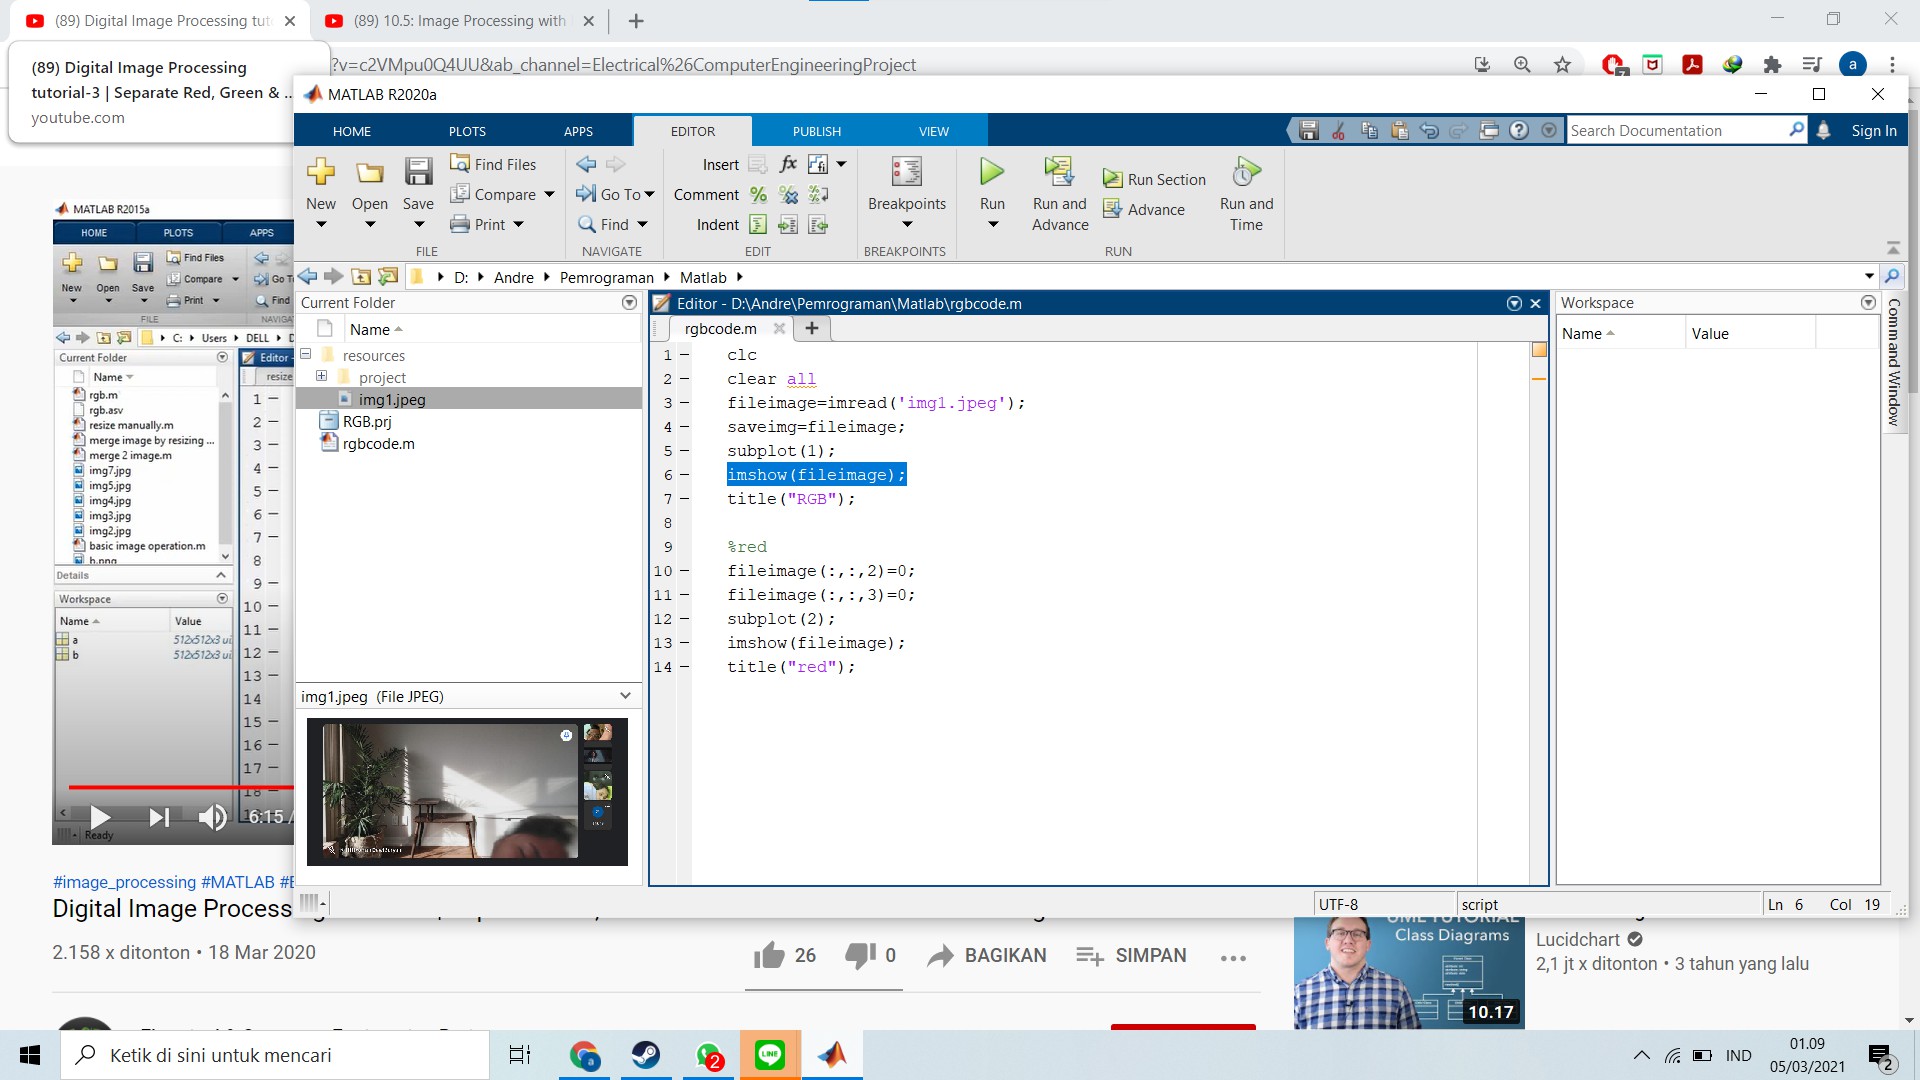 (89) Digital Image Processing tuto
(89) 10.5: Image Processing with
(89) Digital Image Processing
tutorial-3 | Separate Red, Green & ...
youtube.com
?v=c2VMpu0Q4UU&ab_channel=Electrical%26ComputerEngineeringProject
7
a
MATLAB R2020a
HOME PLOTS APPS EDITOR PUBLISH VIEW
Search Documentation
Sign In
New Open Save
Find Files
Compare
Print
FILE
Go To
Find
NAVIGATE
Insert fx
Comment
Indent
EDIT
Breakpoints
BREAKPOINTS
Run
Run and Advance
Run Section
Advance
Run and Time
RUN
D: Andre Pemrograman Matlab
Current Folder
Name
resources
project
img1.jpeg
RGB.prj
rgbcode.m
img1.jpeg (File JPEG)
Editor - D:\Andre\Pemrograman\Matlab\rgbcode.m
rgbcode.m
1 clc
2 clear all
3 fileimage=imread('img1.jpeg');
4 saveimg=fileimage;
5 subplot(1);
6 imshow(fileimage);
7 title("RGB");
8
9 %red
10 fileimage(:,:,2)=0;
11 fileimage(:,:,3)=0;
12 subplot(2);
13 imshow(fileimage);
14 title("red");
Workspace
Name Value
Command Window
UTF-8
script
Ln 6 Col 19
MATLAB R2015a
HOME PLOTS APPS
New Open Save
Find Files
Compare
Print
Find
FILE
C: Users DELL
Current Folder
Name
rgb.m
rgb.asv
resize manually.m
merge image by resizing ...
merge 2 image.m
img7.jpg
img5.jpg
img4.jpg
img3.jpg
img2.jpg
basic image operation.m
b.png
Details
Workspace
Name Value
a 512x512x3 ui
b 512x512x3 ui
Editor
resize
1
2
3
4
5
6
7
8
9
10
11
12
13
14
15
16
17
18
6:15 /
Ready
#image_processing #MATLAB
Digital Image Process
2.158 x ditonton • 18 Mar 2020
26
0
BAGIKAN
SIMPAN
UML TUTORIAL
Class Diagrams
10.17
Lucidchart
2,1 jt x ditonton • 3 tahun yang lalu
Ketik di sini untuk mencari
a
2
LINE
IND
01.09
05/03/2021
2